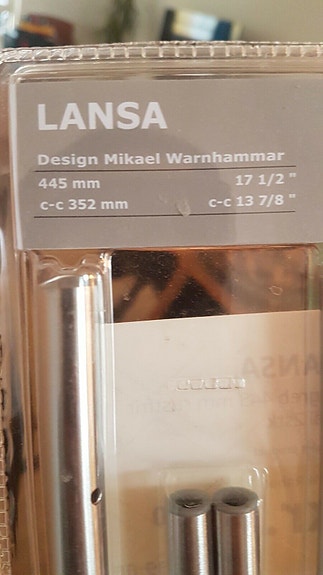 LANSA
Design Mikael Warnhammar
445 mm 17 1/2 "
c-c 352 mm c-c 13 7/8 "